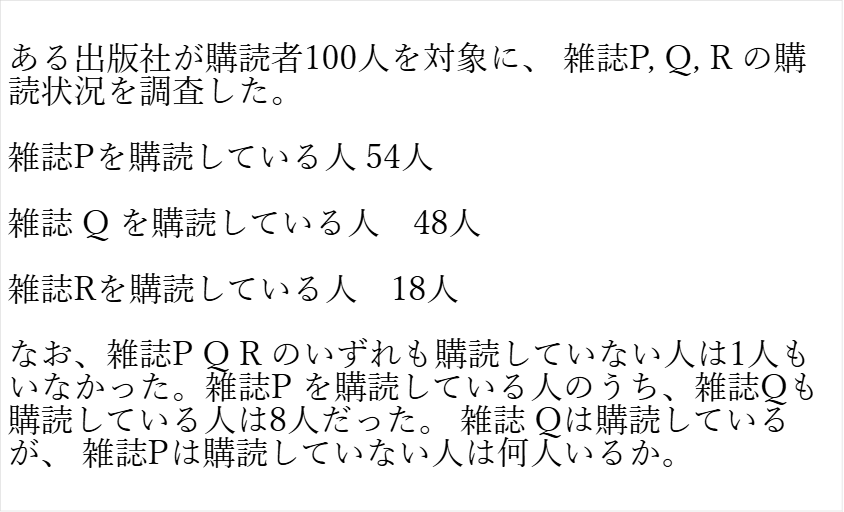 ある出版社が購読者100人を対象に、 雑誌P, Q, R の購
読状況を調査した。
雑誌Pを購読している人 54人
雑誌 Q を購読している人　48人
雑誌Rを購読している人　18人
なお、雑誌P Q R のいずれも購読していない人は1人も
いなかった。雑誌P を購読している人のうち、雑誌Qも
購読している人は8人だった。 雑誌 Qは購読している
が、 雑誌Pは購読していない人は何人いるか。